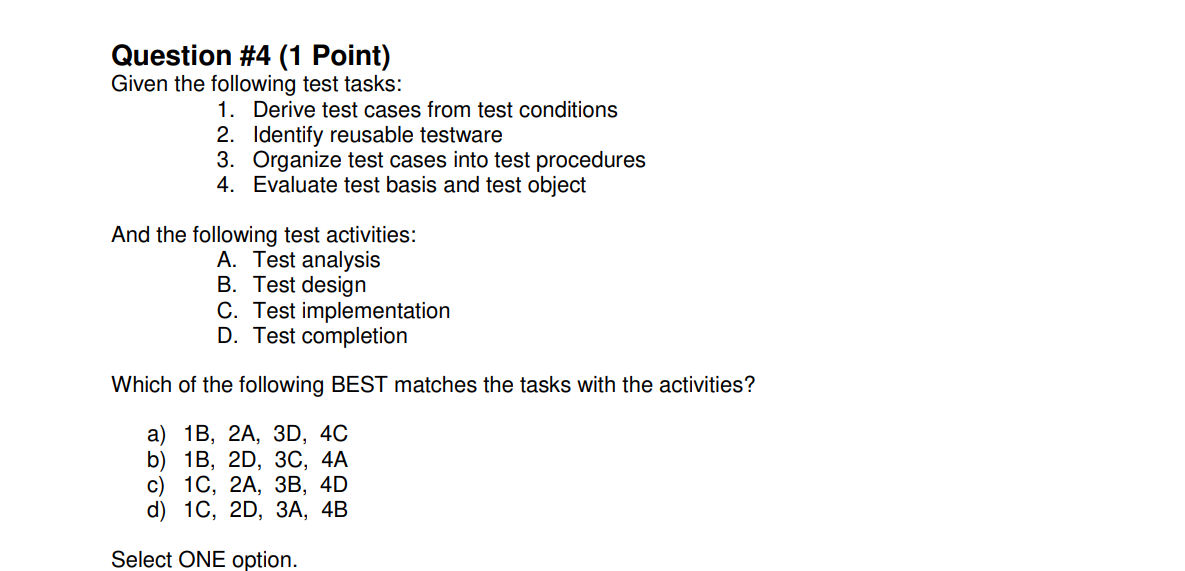 Question #4 (1 Point)
Given the following test tasks:
1. Derive test cases from test conditions
2. Identify reusable testware
3. Organize test cases into test procedures
4. Evaluate test basis and test object
And the following test activities:
A. Test analysis
B. Test design
C. Test implementation
D. Test completion
Which of the following BEST matches the tasks with the activities?
a) 1B, 2A, 3D, 4C
b) 1B, 2D, 3C, 4A
c) 1C, 2A, 3B, 4D
d) 1C, 2D, 3A, 4B
Select ONE option.